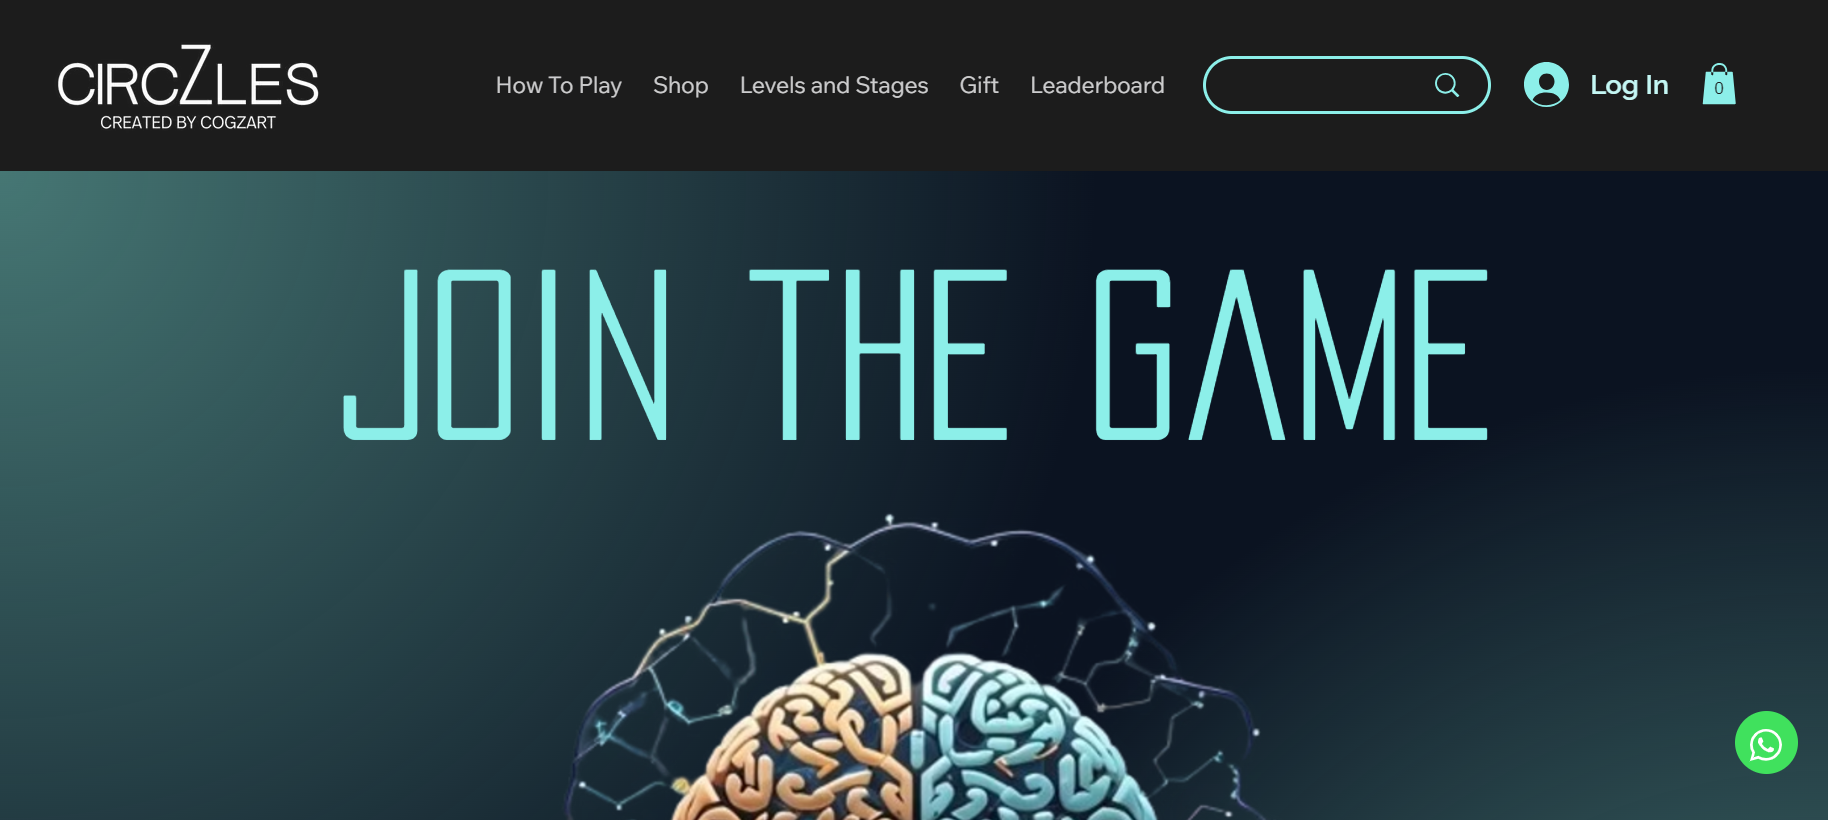 CIRCZLES
CREATED BY COGZART
How To Play Shop Levels and Stages Gift Leaderboard
Log In
0
JOIN THE GAME